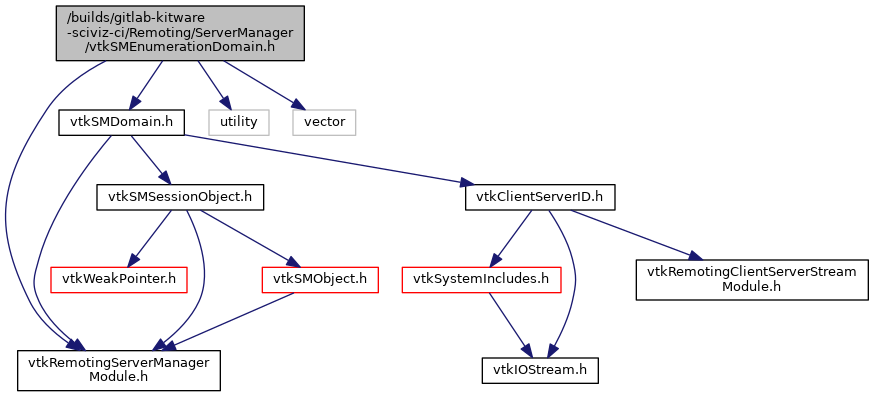 /builds/gitlab-kitware
-sciviz-ci/Remoting/ServerManager
/vtkSMEnumerationDomain.h
vtkSMDomain.h
utility
vector
vtkSMSessionObject.h
vtkClientServerID.h
vtkWeakPointer.h
vtkSMObject.h
vtkSystemIncludes.h
vtkRemotingClientServerStream
Module.h
vtkRemotingServerManager
Module.h
vtkIOStream.h